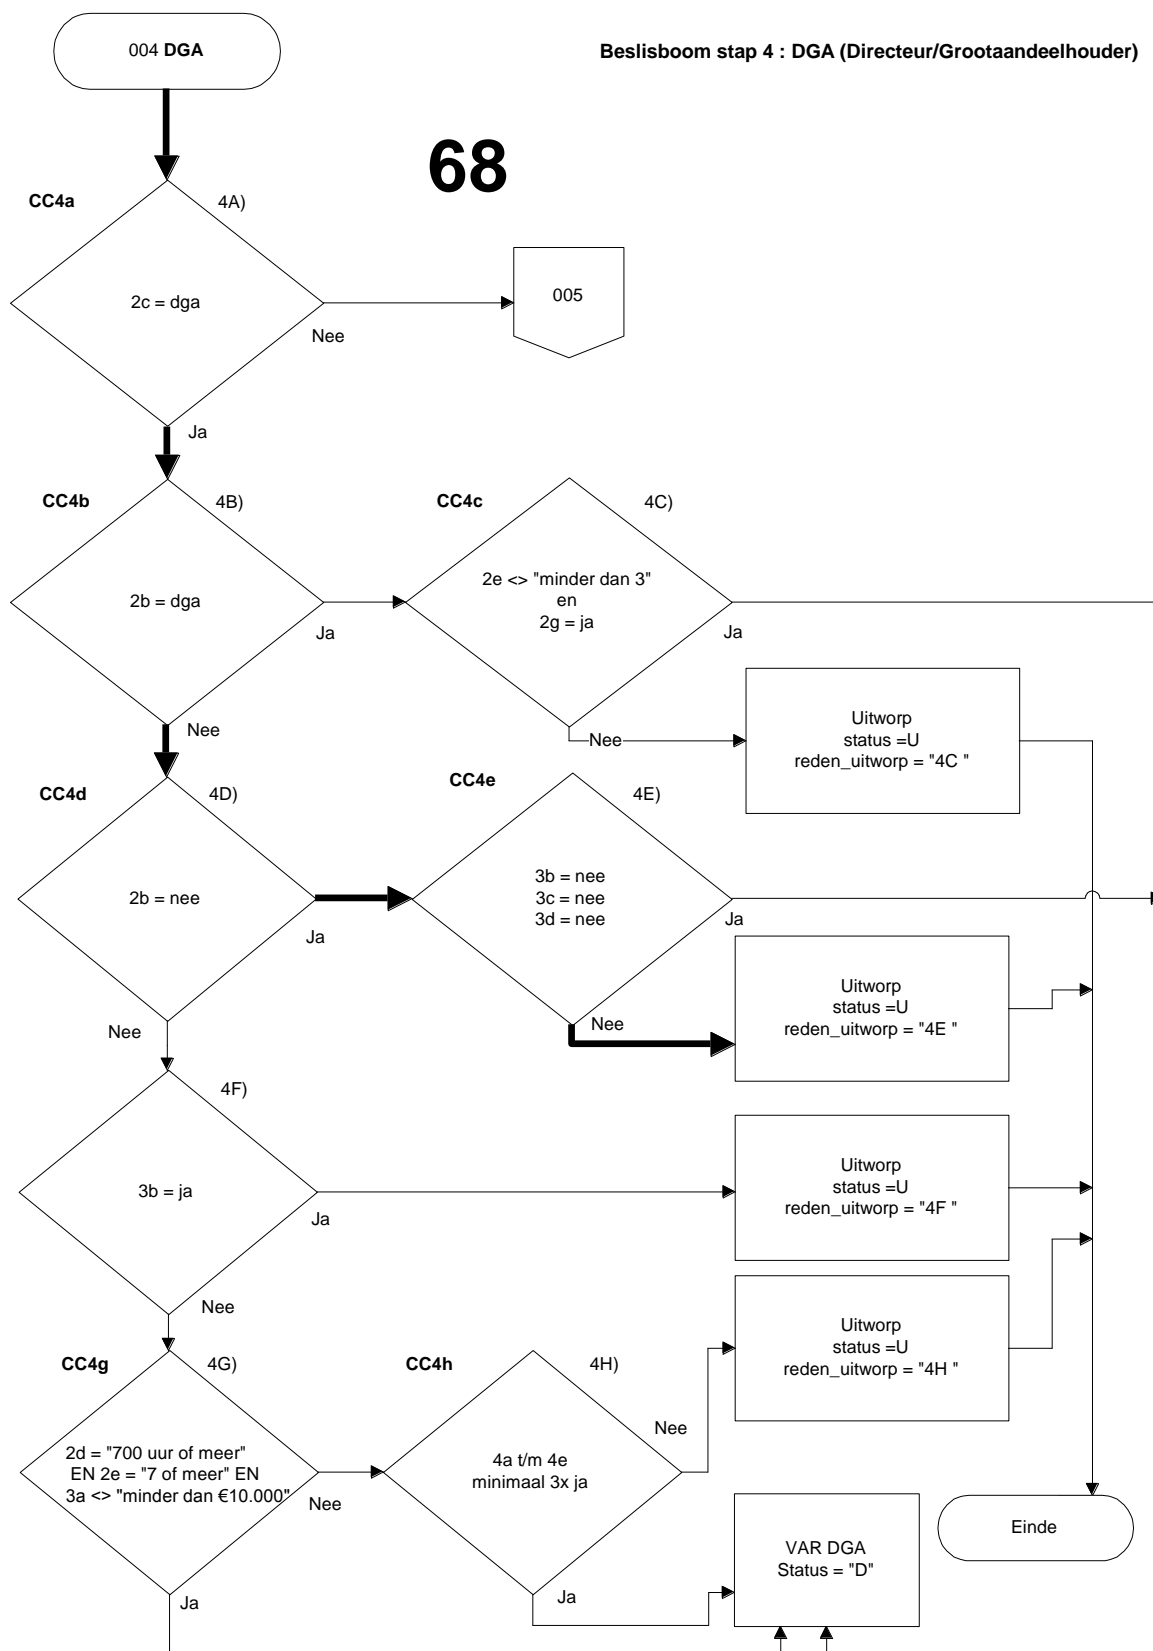 004 DGA
Beslisboom stap 4 : DGA (Directeur/Grootaandeelhouder)
68
CC4a
4A)
2c = dga
005
Nee
Ja
CC4b
4B)
CC4c
4C)
2b = dga
2e <> "minder dan 3"
en
2g = ja
Ja
Ja
Nee
Nee
Uitworp
status =U
reden_uitworp = "4C "
CC4d
4D)
CC4e
4E)
2b = nee
3b = nee
3c = nee
3d = nee
Ja
Ja
Nee
Nee
Uitworp
status =U
reden_uitworp = "4E "
4F)
3b = ja
Ja
Uitworp
status =U
reden_uitworp = "4F "
Nee
CC4g
4G)
CC4h
4H)
Uitworp
status =U
reden_uitworp = "4H "
2d = "700 uur of meer"
EN 2e = "7 of meer" EN
3a <> "minder dan €10.000"
Nee
4a t/m 4e
minimaal 3x ja
Nee
Ja
Ja
VAR DGA
Status = "D"
Einde